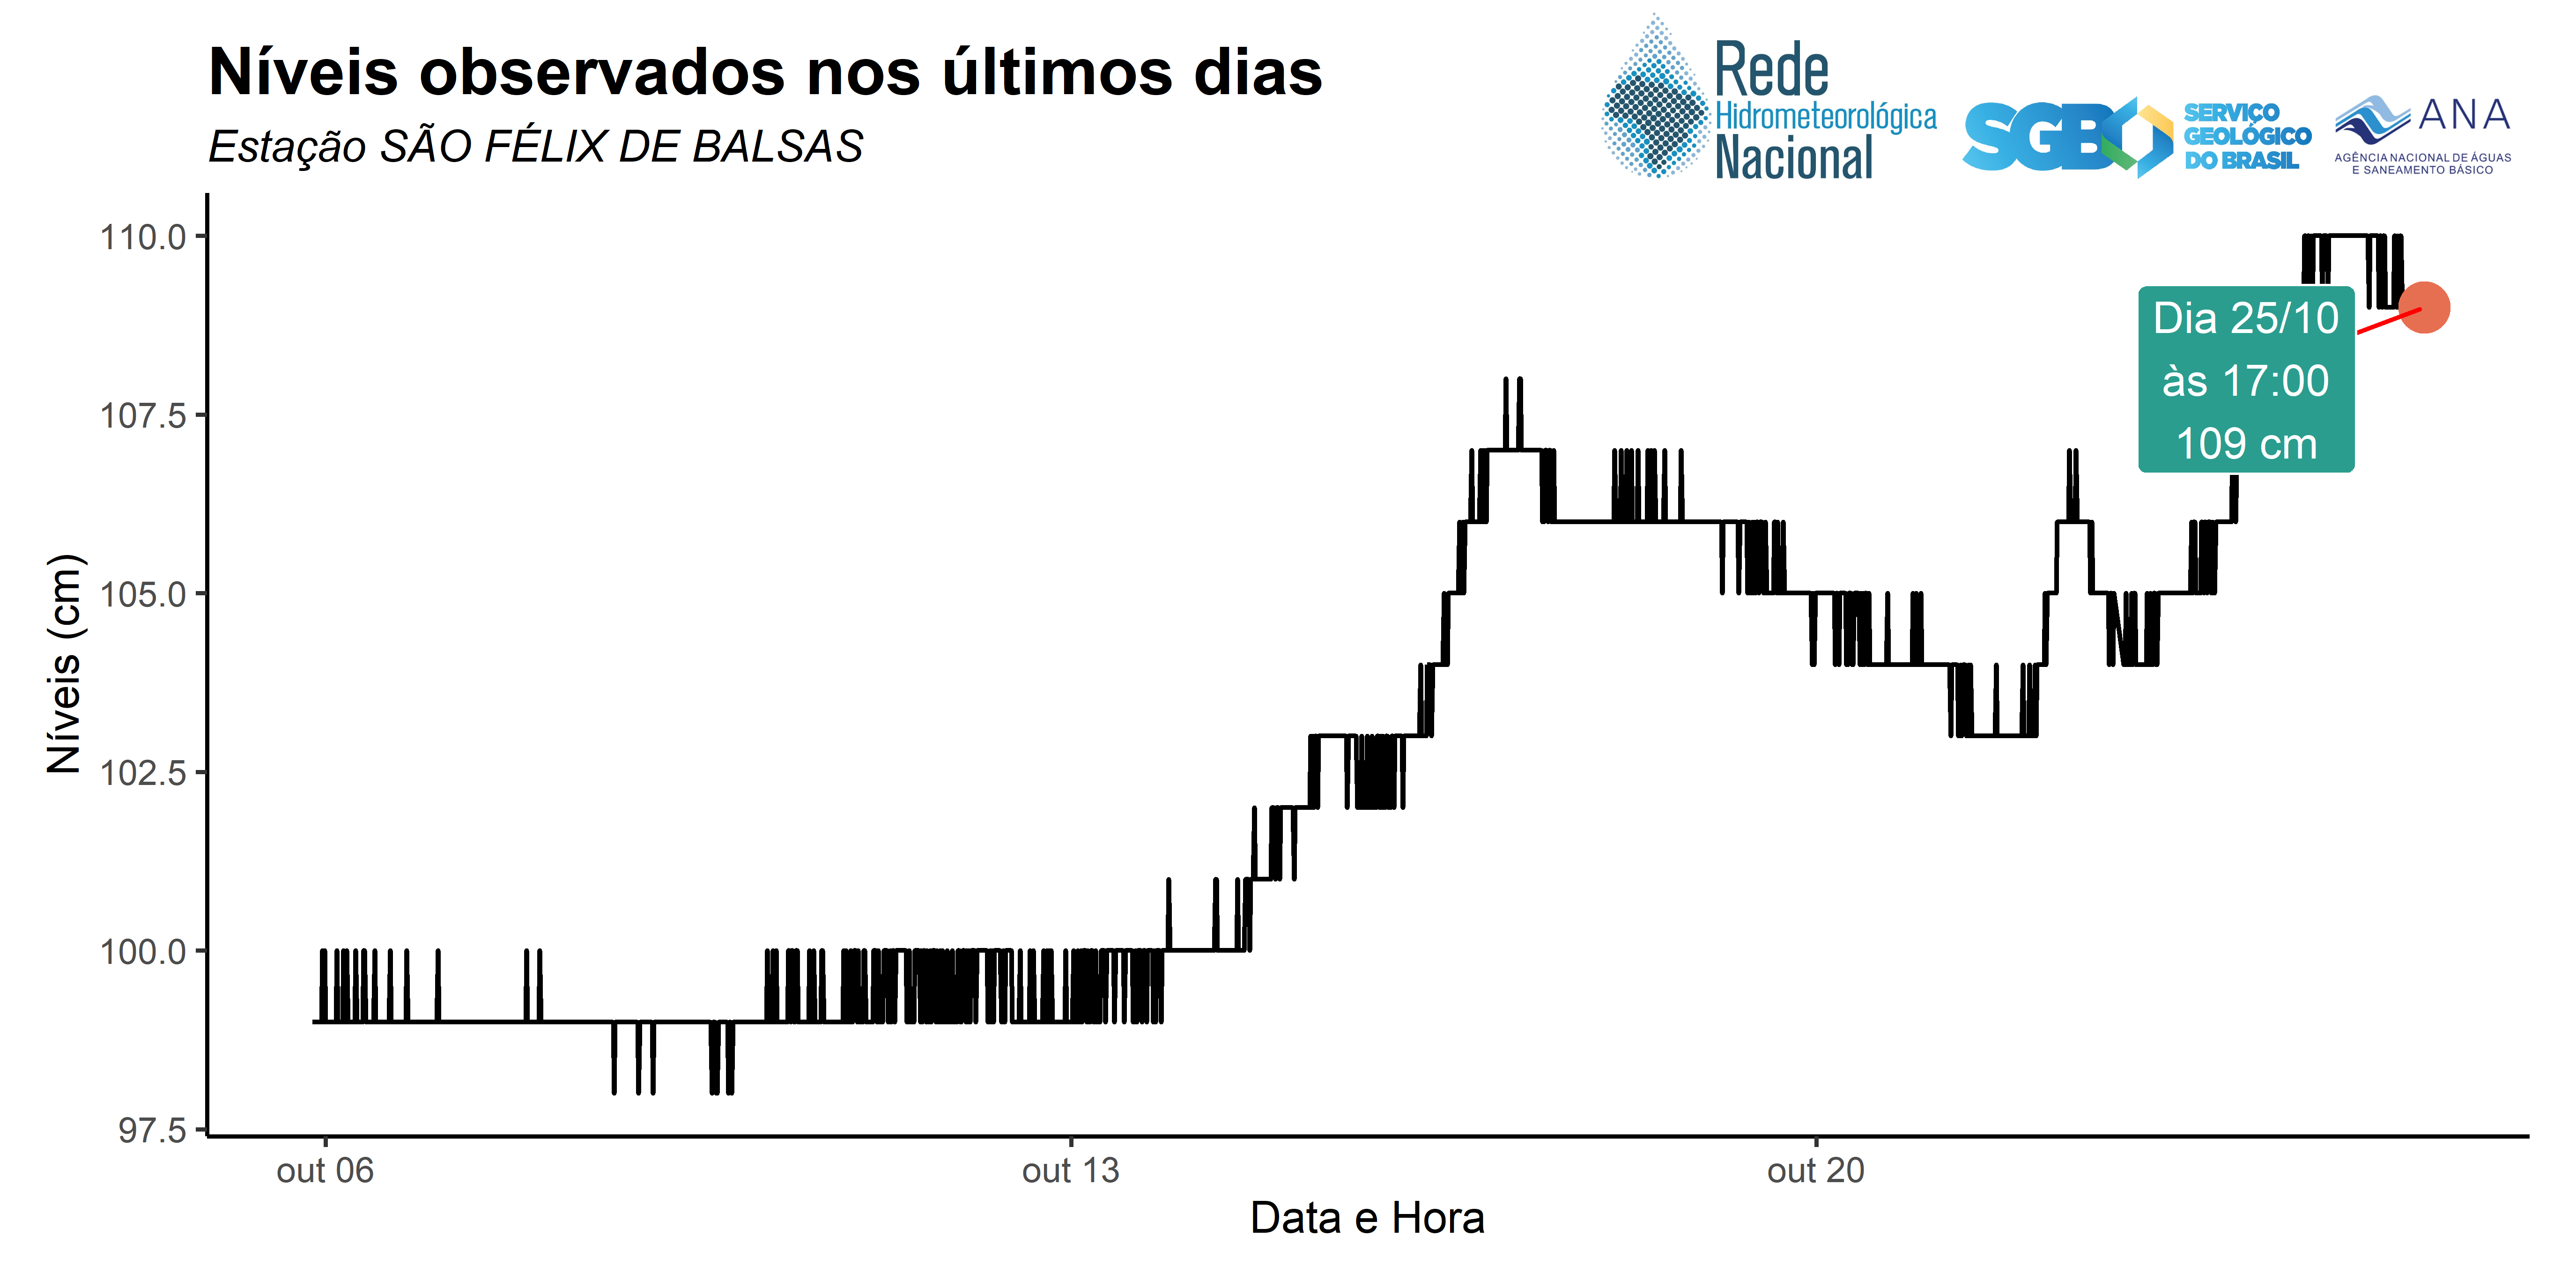 Níveis observados nos últimos dias
Estação SÃO FÉLIX DE BALSAS
Rede
Hidrometeorológica
Nacional
SGB
SERVIÇO
GEOLÓGICO
DO BRASIL
ANA
AGÊNCIA NACIONAL DE ÁGUAS
E SANEAMENTO BÁSICO
Níveis (cm)
110.0
107.5
105.0
102.5
100.0
97.5
Dia 25/10
às 17:00
109 cm
out 06
out 13
out 20
Data e Hora